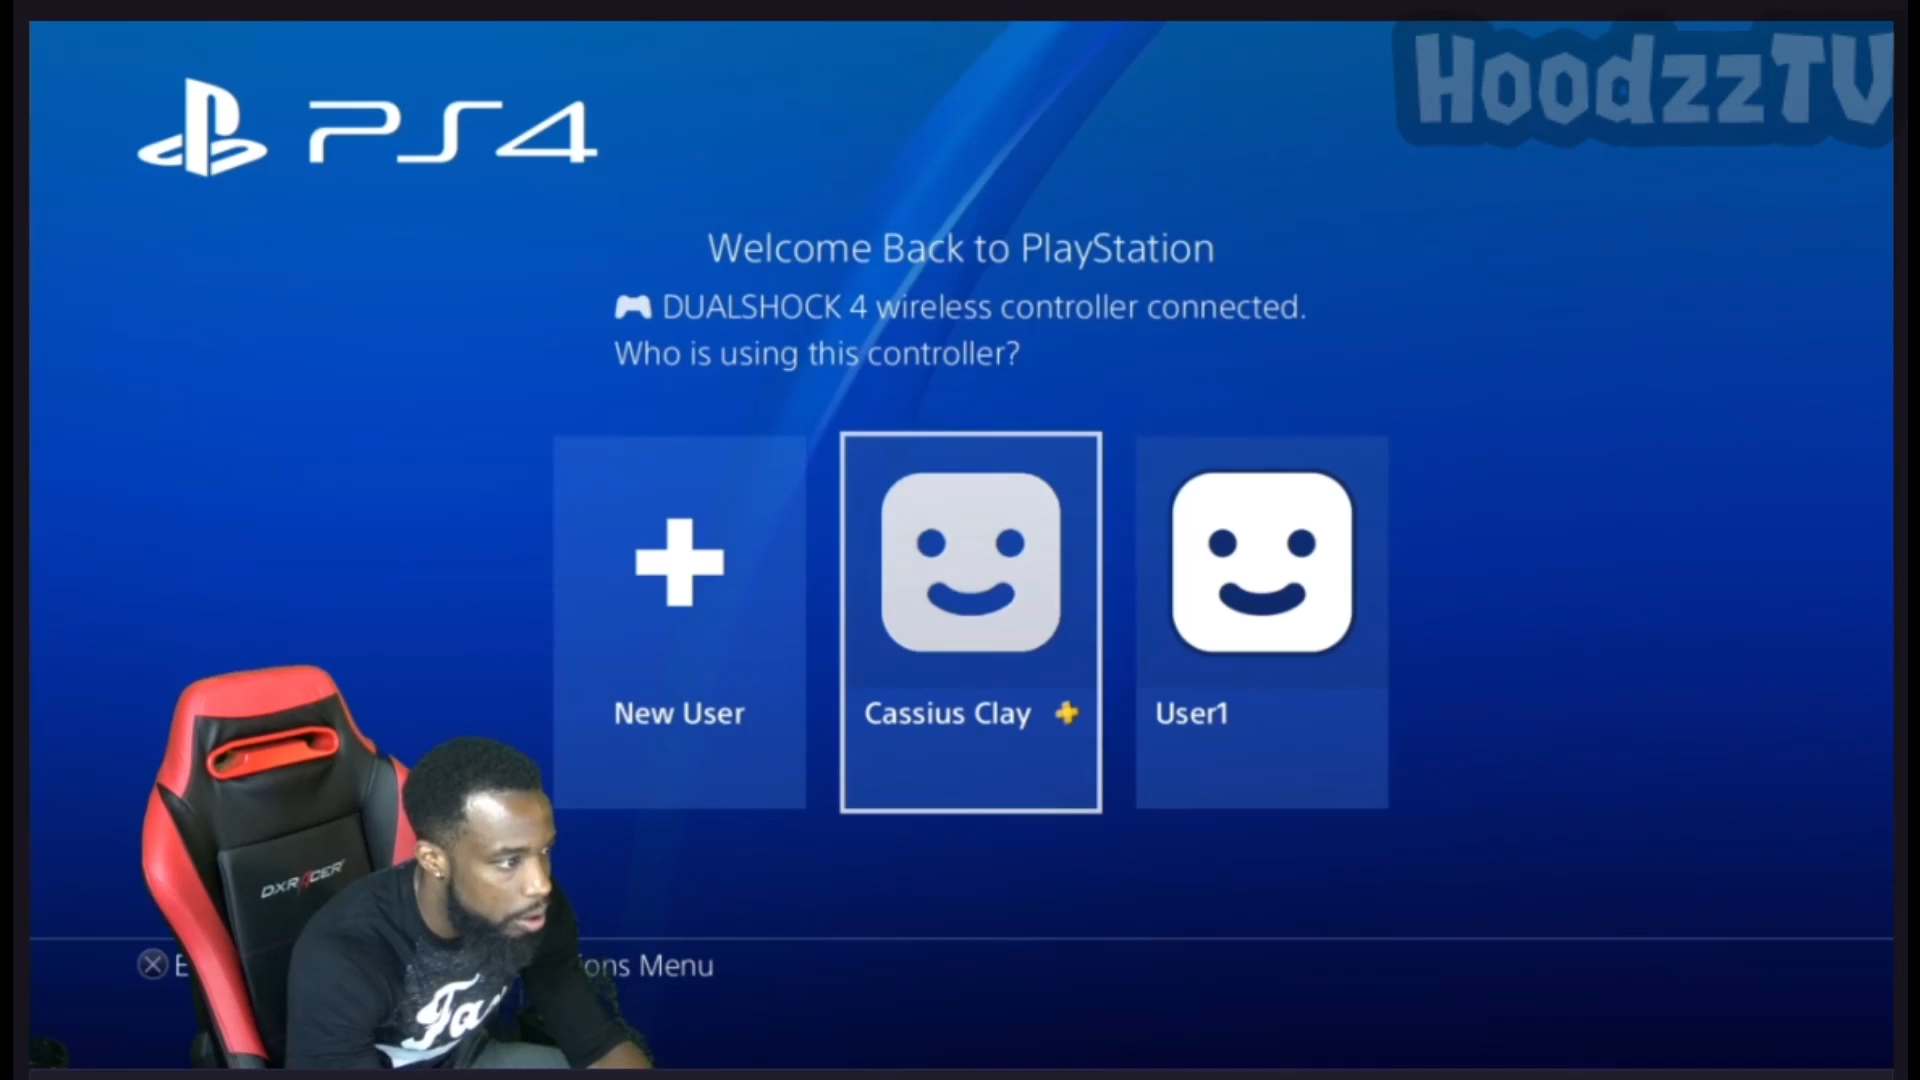 HoodzzTV
PS4
Welcome Back to PlayStation
DUALSHOCK 4 wireless controller connected.
Who is using this controller?
New User
Cassius Clay
User1
DXRACER
Menu